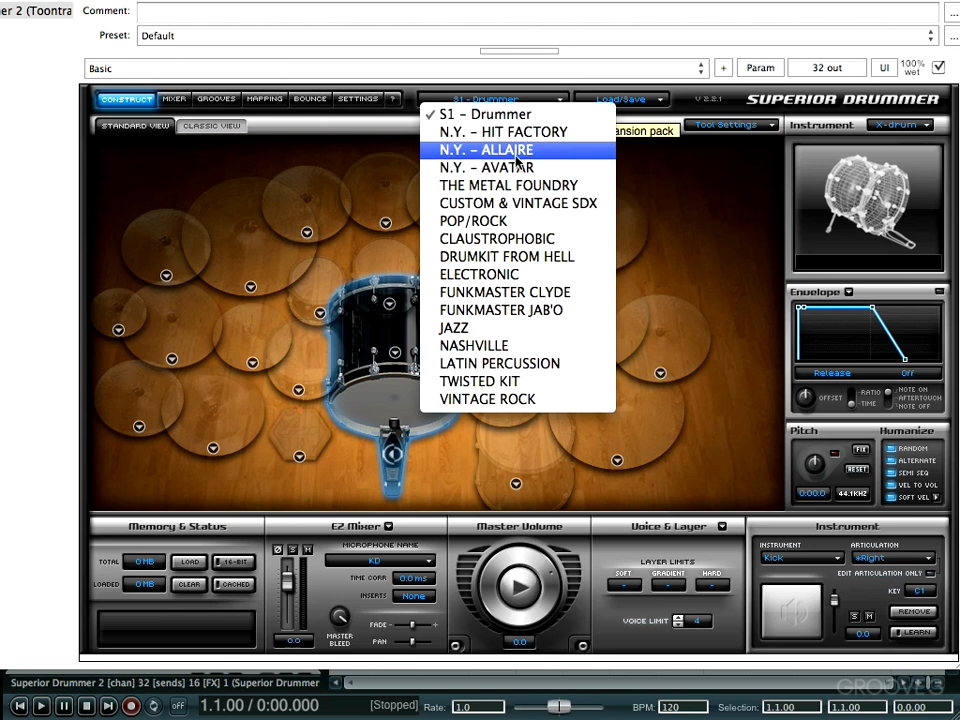 er 2 (Toontra
Comment:
...
Preset: Default
...
Basic + Param 32 out UI 100% wet
CONSTRUCT MIXER GROOVES MAPPING BOUNCE SETTINGS ? S1 - Drummer Load/Save V 2.2.1 SUPERIOR DRUMMER
STANDARD VIEW CLASSIC VIEW
✓ S1 - Drummer
N.Y. - HIT FACTORY
N.Y. - ALLAIRE
N.Y. - AVATAR
THE METAL FOUNDRY
CUSTOM & VINTAGE SDX
POP/ROCK
CLAUSTROPHOBIC
DRUMKIT FROM HELL
ELECTRONIC
FUNKMASTER CLYDE
FUNKMASTER JAB'O
JAZZ
NASHVILLE
LATIN PERCUSSION
TWISTED KIT
VINTAGE ROCK
ansion pack
Tool Settings
Instrument X-drum
Envelope
Release Off
OFFSET RATIO TIME NOTE ON AFTERTOUCH NOTE OFF
Pitch Humanize
FIX RESET
0:00.0 44.1KHZ
RANDOM
ALTERNATE
SEMI SEQ
VEL TO VOL
SOFT VEL
Memory & Status
TOTAL 0 MB LOAD 16-BIT
LOADED 0 MB CLEAR CACHED
EZ Mixer
MICROPHONE NAME
KD
TIME CORR 0.0 ms
INSERTS None
FADE - +
PAN
0.0 MASTER BLEED
Master Volume
0.0
Voice & Layer
LAYER LIMITS
SOFT GRADIENT HARD
- - -
VOICE LIMIT 4
Instrument
INSTRUMENT ARTICULATION
Kick *Right
EDIT ARTICULATION ONLY
KEY C1
S M REMOVE
0.0 LEARN
Superior Drummer 2 [chan] 32 [sends] 16 [FX] 1 (Superior Drummer
off 1.1.00 / 0:00.000 [Stopped] Rate: 1.0 BPM: 120 Selection: 1.1.00 1.1.00 0.0.00